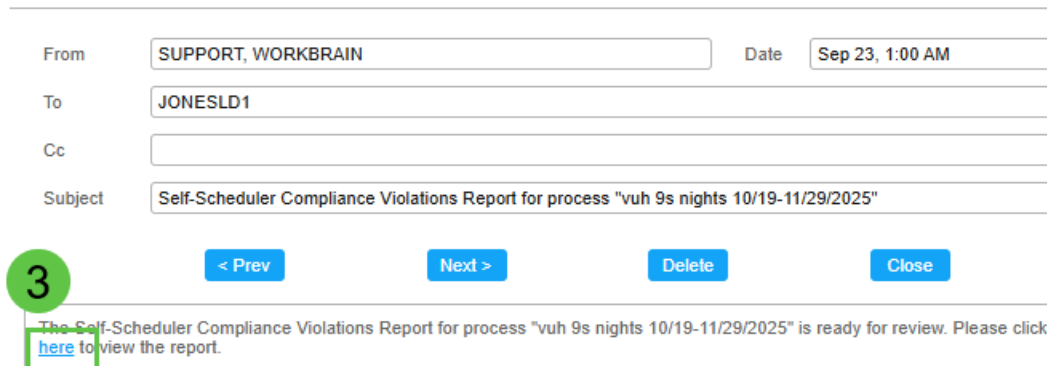 From SUPPORT, WORKBRAIN Date Sep 23, 1:00 AM
To JONESLD1
Cc
Subject Self-Scheduler Compliance Violations Report for process "vuh 9s nights 10/19-11/29/2025"
< Prev Next > Delete Close
3
The Self-Scheduler Compliance Violations Report for process "vuh 9s nights 10/19-11/29/2025" is ready for review. Please click
here to view the report.